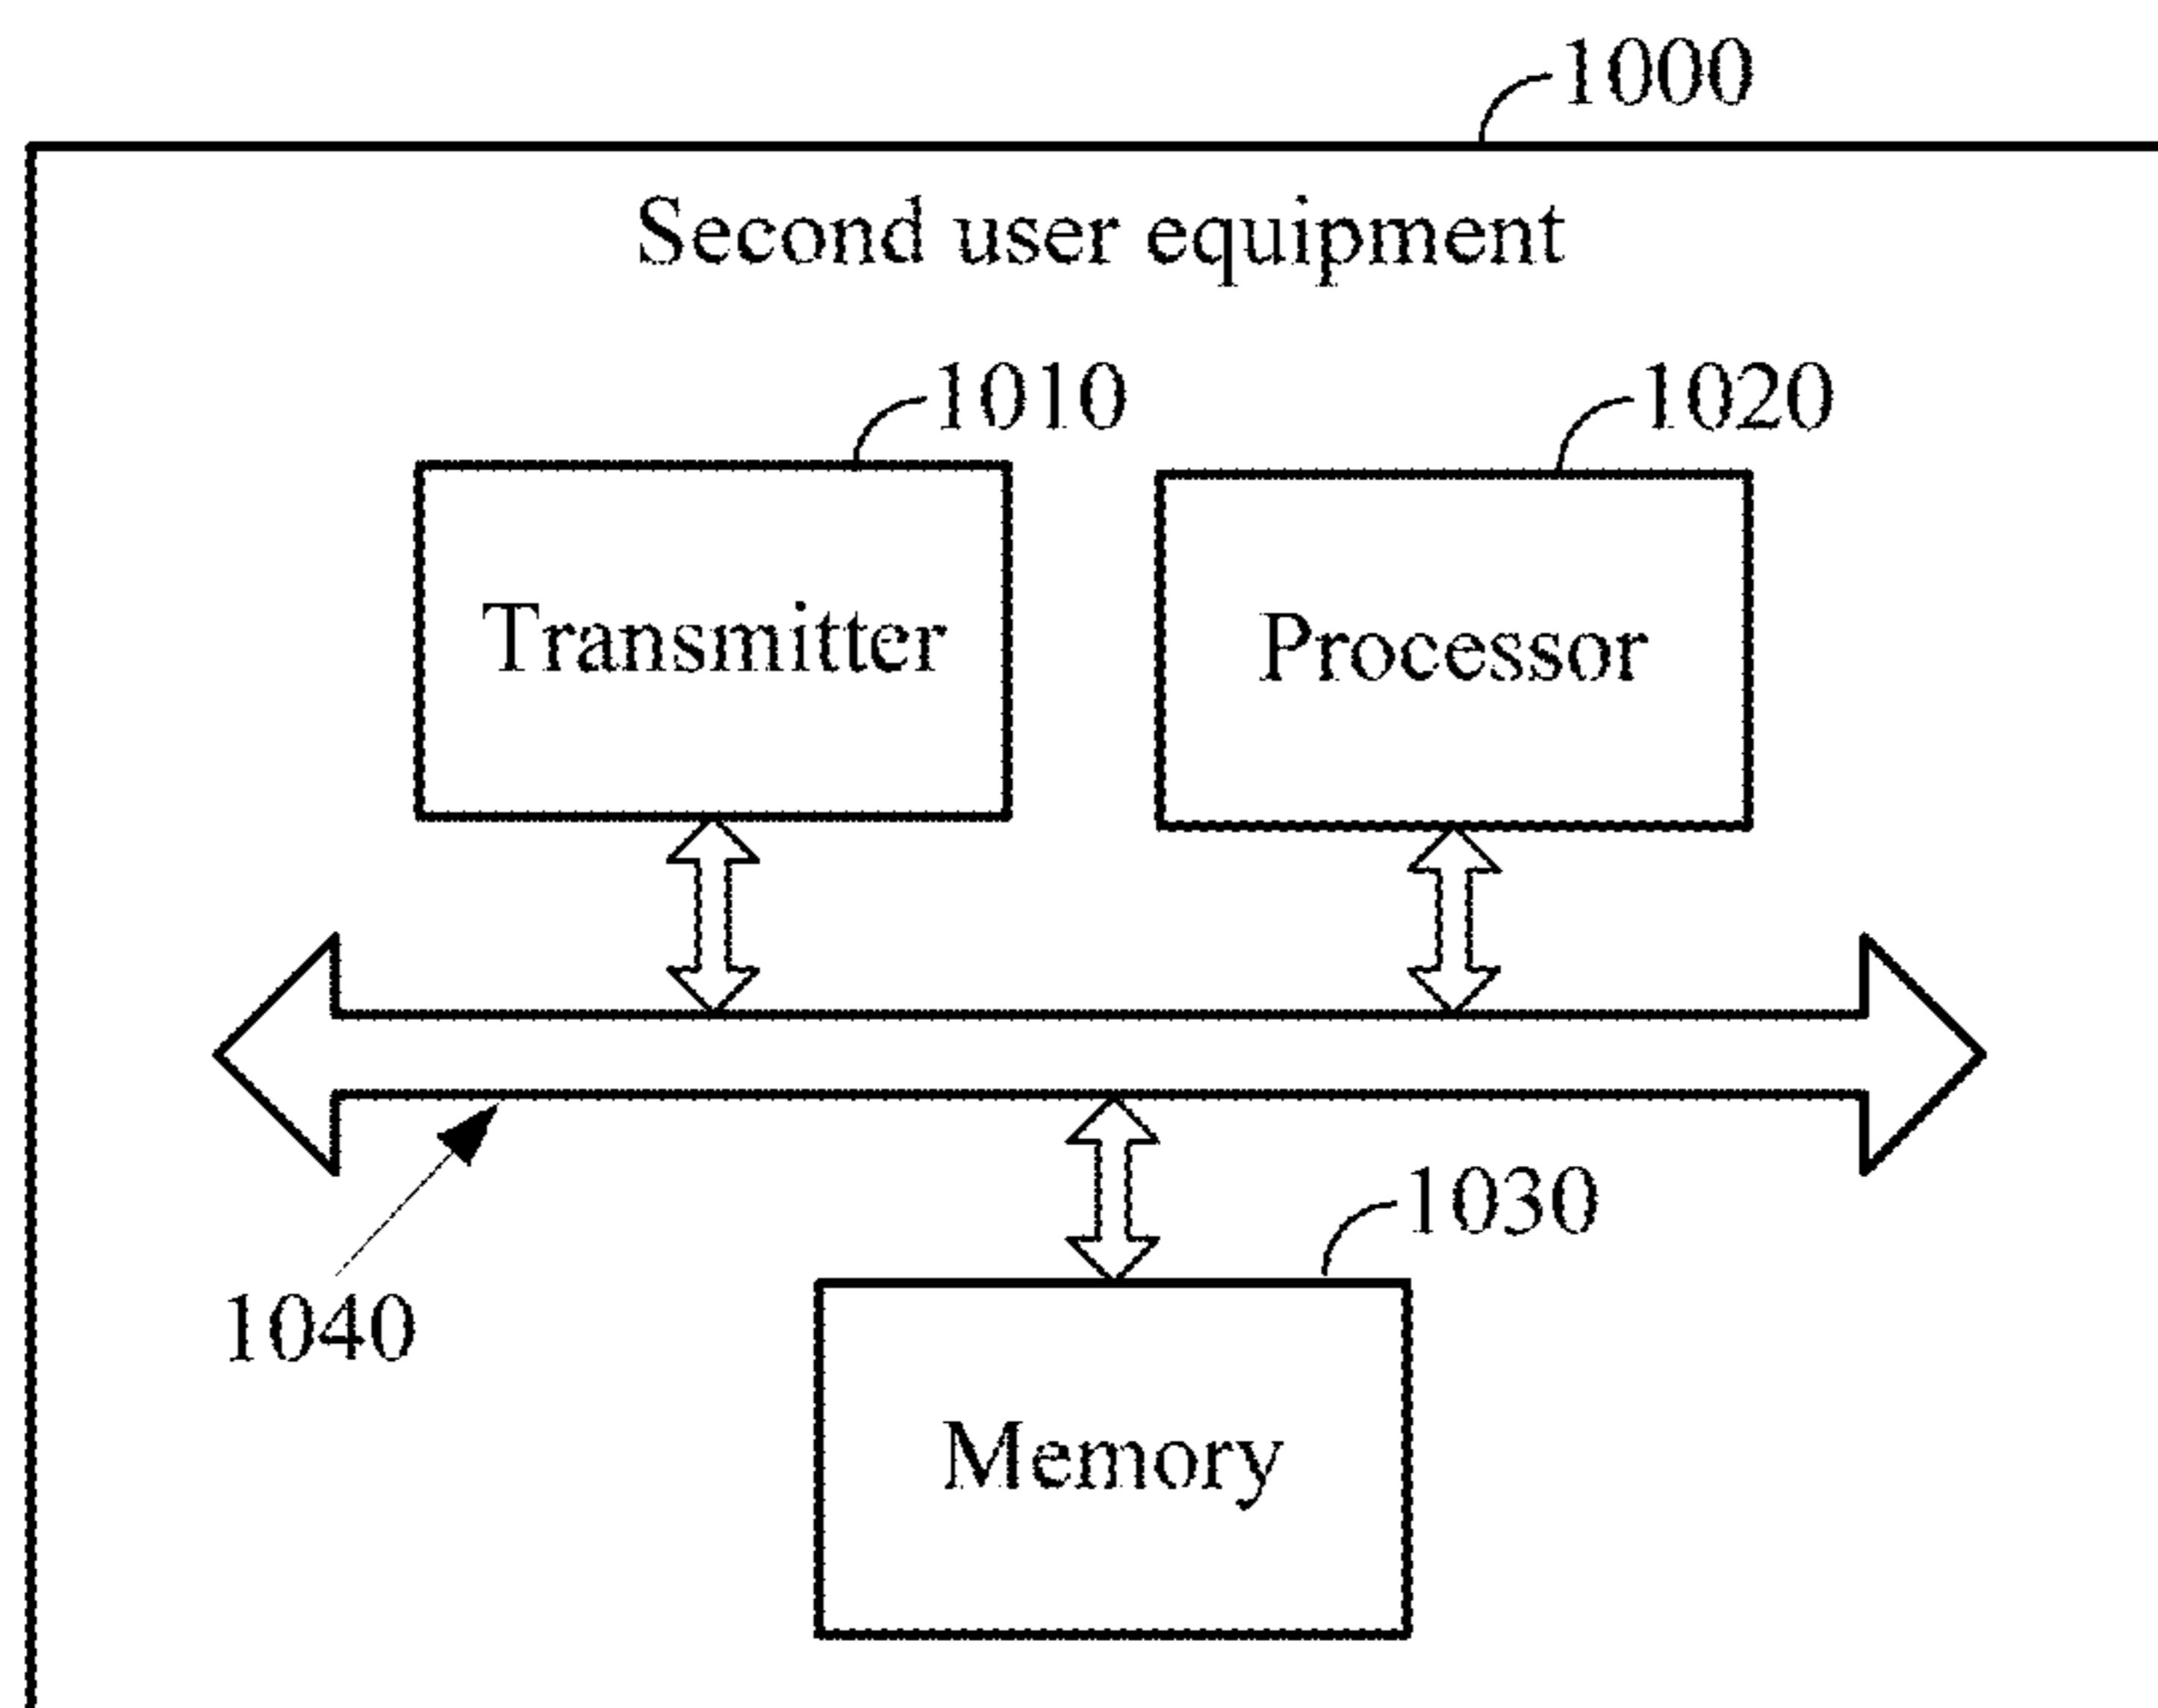 1000
Second user equipment
1010
1020
Transmitter
Processor
1030
1040
Memory